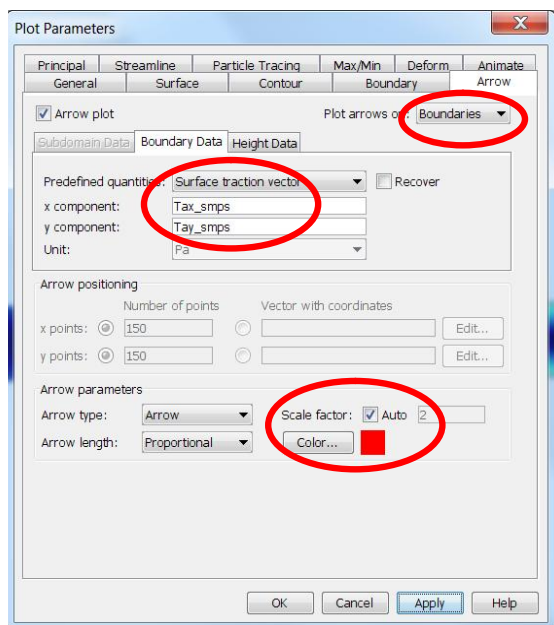 Plot Parameters
Principal Streamline Particle Tracing Max/Min Deform Animate
General Surface Contour Boundary Arrow
Arrow plot Plot arrows on: Boundaries
Subdomain Data Boundary Data Height Data
Predefined quantities: Surface traction vector Recover
x component: Tax_smps
y component: Tay_smps
Unit: Pa
Arrow positioning
Number of points Vector with coordinates
x points: 150 Edit...
y points: 150 Edit...
Arrow parameters
Arrow type: Arrow Scale factor: Auto 2
Arrow length: Proportional Color...
OK Cancel Apply Help